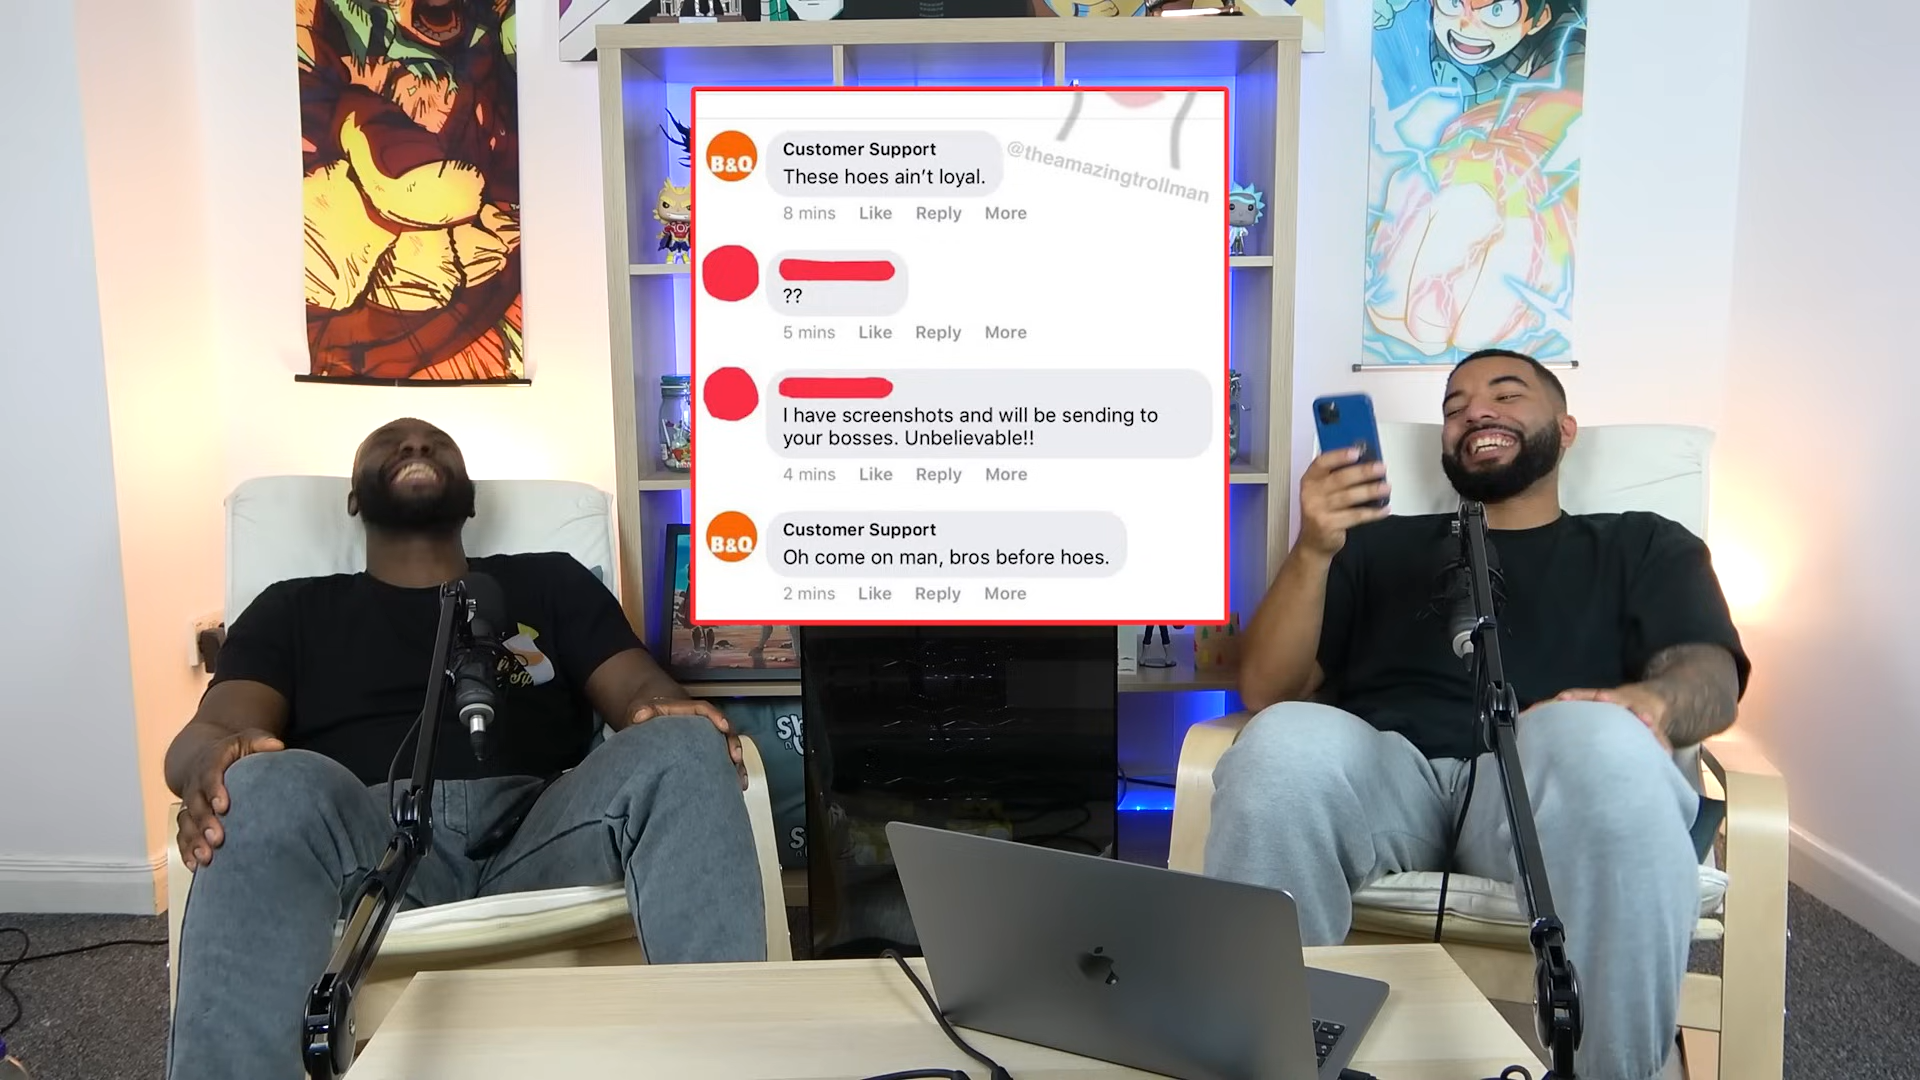 @theamazingtrollman
B&Q
Customer Support
These hoes ain't loyal.
8 mins Like Reply More
??
5 mins Like Reply More
I have screenshots and will be sending to
your bosses. Unbelievable!!
4 mins Like Reply More
B&Q
Customer Support
Oh come on man, bros before hoes.
2 mins Like Reply More